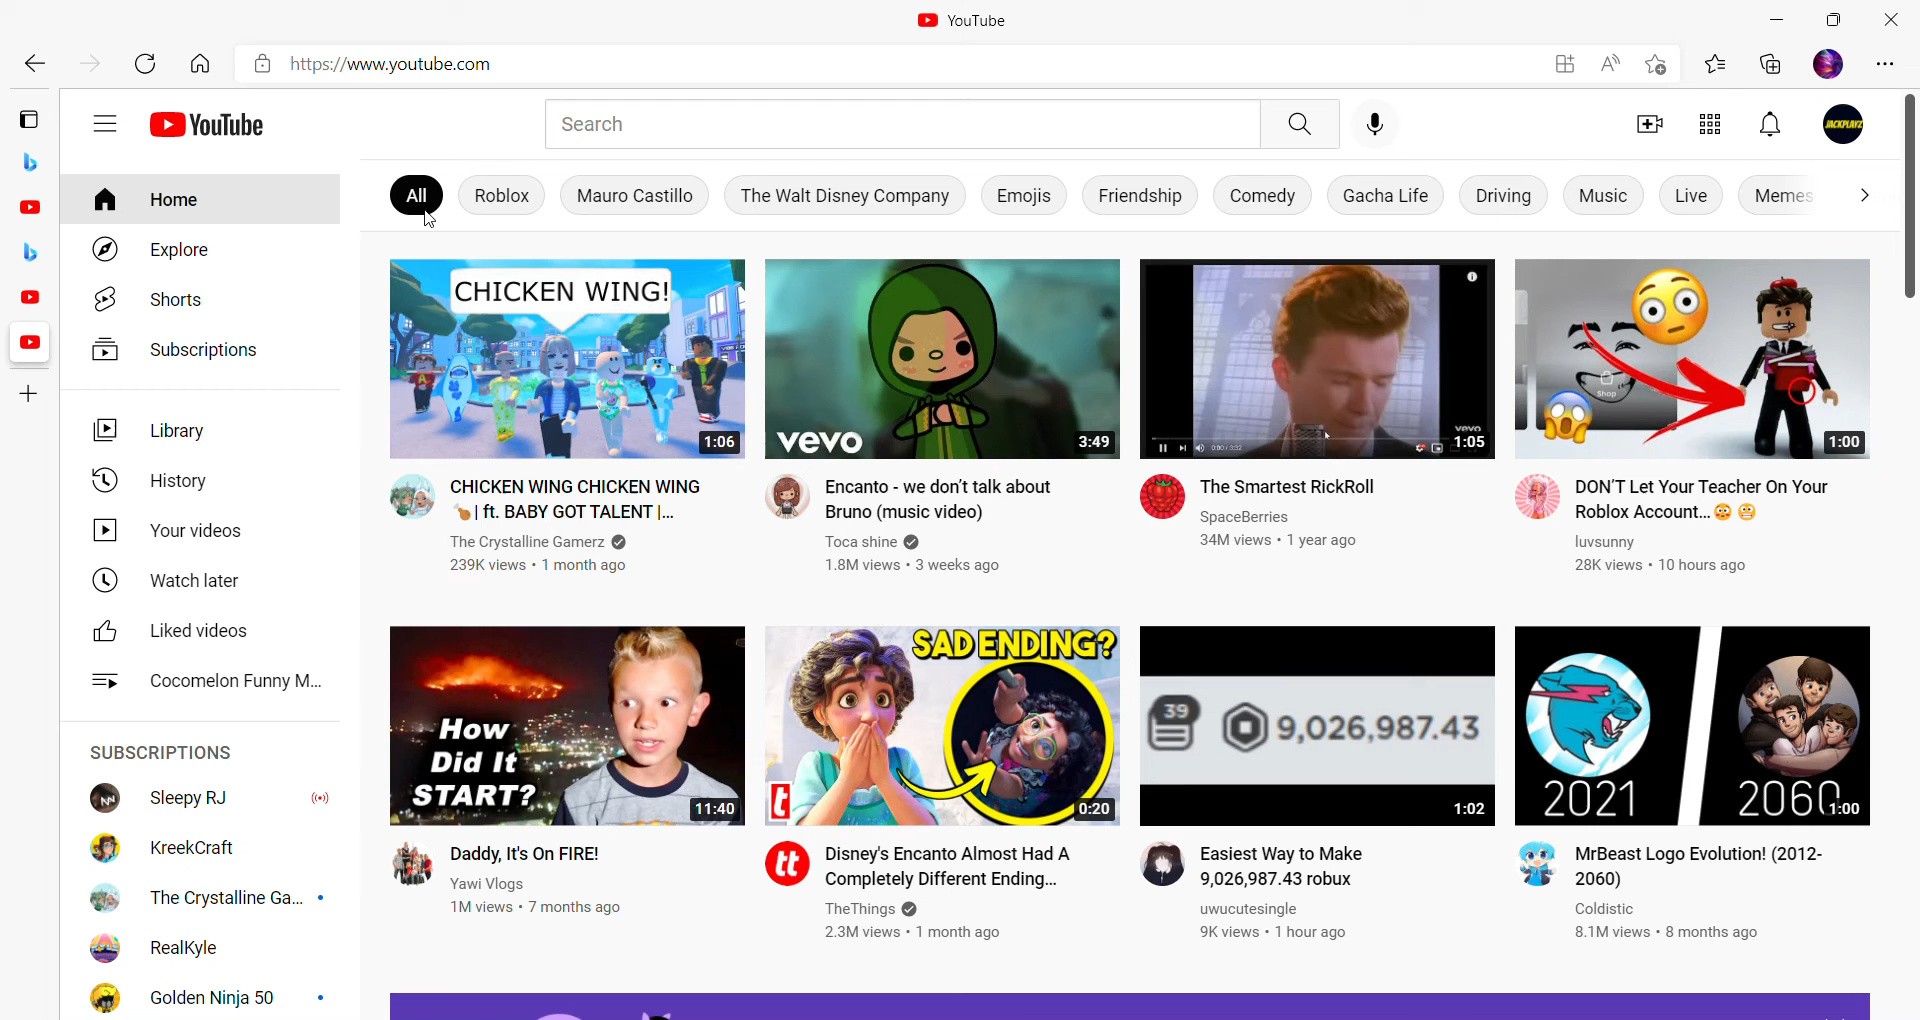 YouTube
https://www.youtube.com
YouTube
Search
JACKPLAYZ
Home
Explore
Shorts
Subscriptions
Library
History
Your videos
Watch later
Liked videos
Cocomelon Funny M...
SUBSCRIPTIONS
Sleepy RJ
KreekCraft
The Crystalline Ga...
RealKyle
Golden Ninja 50
All
Roblox
Mauro Castillo
The Walt Disney Company
Emojis
Friendship
Comedy
Gacha Life
Driving
Music
Live
Memes
CHICKEN WING!
1:06
CHICKEN WING CHICKEN WING
🍗 | ft. BABY GOT TALENT |...
The Crystalline Gamerz
239K views • 1 month ago
vevo
3:49
Encanto - we don't talk about
Bruno (music video)
Toca shine
1.8M views • 3 weeks ago
vevo
0:00 / 3:32
1:05
The Smartest RickRoll
SpaceBerries
34M views • 1 year ago
Shop
1:00
DON'T Let Your Teacher On Your
Roblox Account... 😳 😬
luvsunny
28K views • 10 hours ago
How
Did It
START?
11:40
Daddy, It's On FIRE!
Yawi Vlogs
1M views • 7 months ago
SAD ENDING?
t
0:20
tt
Disney's Encanto Almost Had A
Completely Different Ending...
TheThings
2.3M views • 1 month ago
39
9,026,987.43
1:02
Easiest Way to Make
9,026,987.43 robux
uwucutesingle
9K views • 1 hour ago
2021
2060
1:00
MrBeast Logo Evolution! (2012-
2060)
Coldistic
8.1M views • 8 months ago